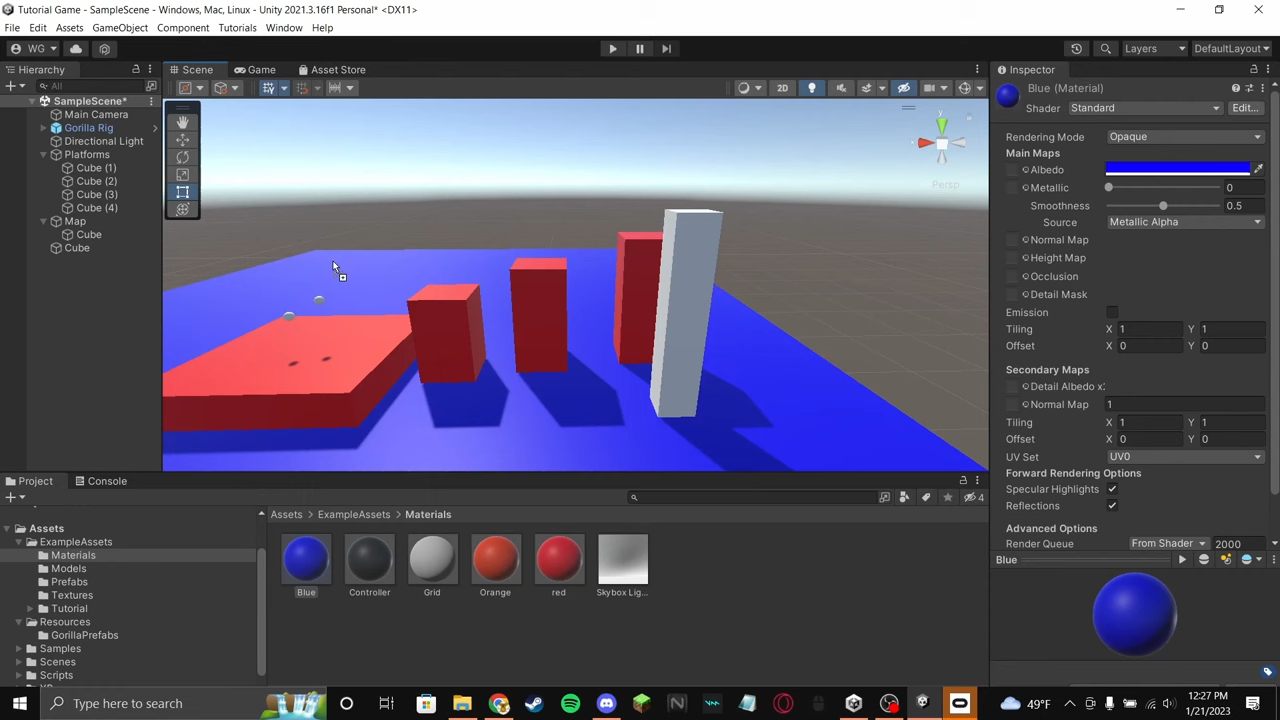 Tutorial Game - SampleScene - Windows, Mac, Linux - Unity 2021.3.16f1 Personal* <DX11>
File Edit Assets GameObject Component Tutorials Window Help
WG Layers DefaultLayout
Hierarchy Scene Game Asset Store Inspector
All 2D
SampleScene*
Main Camera
Gorilla Rig
Directional Light
Platforms
Cube (1)
Cube (2)
Cube (3)
Cube (4)
Map
Cube
Cube
y
Persp
Blue (Material)
Shader Standard Edit...
Rendering Mode Opaque
Main Maps
Albedo
Metallic 0
Smoothness 0.5
Source Metallic Alpha
Normal Map
Height Map
Occlusion
Detail Mask
Emission
Tiling X 1 Y 1
Offset X 0 Y 0
Secondary Maps
Detail Albedo x
Normal Map 1
Tiling X 1 Y 1
Offset X 0 Y 0
UV Set UV0
Forward Rendering Options
Specular Highlights
Reflections
Advanced Options
Render Queue From Shader 2000
Blue
Project Console
4
Assets
ExampleAssets
Materials
Models
Prefabs
Textures
Tutorial
Resources
GorillaPrefabs
Samples
Scenes
Scripts
Assets > ExampleAssets > Materials
Blue Controller Grid Orange red Skybox Lig...
Type here to search
49°F
12:27 PM
1/21/2023